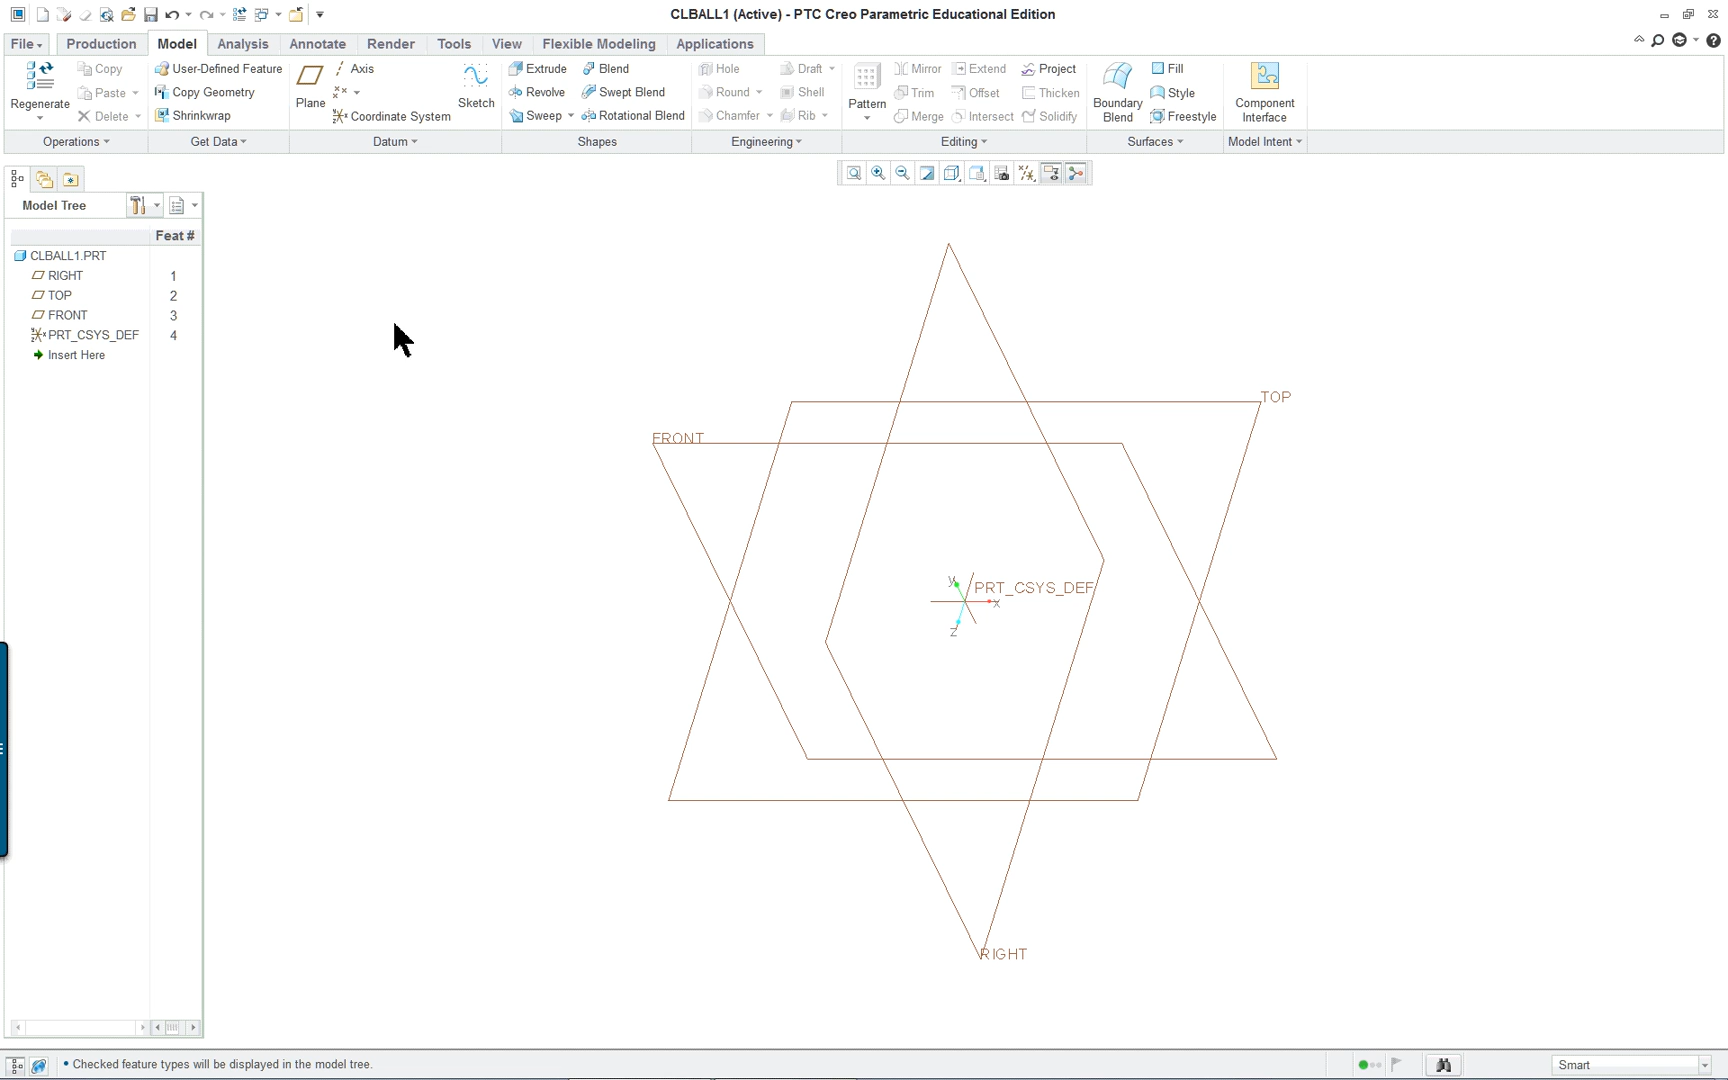 CLBALL1 (Active) - PTC Creo Parametric Educational Edition
File Production Model Analysis Annotate Render Tools View Flexible Modeling Applications
Regenerate Copy Paste Delete
User-Defined Feature Copy Geometry Shrinkwrap
Plane Axis Coordinate System Sketch
Extrude Revolve Sweep Blend Swept Blend Rotational Blend
Hole Round Chamfer Draft Shell Rib
Pattern Mirror Trim Merge Extend Offset Intersect Project Thicken Solidify
Boundary Blend Fill Style Freestyle
Component Interface
Operations Get Data Datum Shapes Engineering Editing Surfaces Model Intent
Model Tree
Feat #
CLBALL1.PRT
RIGHT 1
TOP 2
FRONT 3
PRT_CSYS_DEF 4
Insert Here
TOP
FRONT
y
PRT_CSYS_DEF
x
z
RIGHT
• Checked feature types will be displayed in the model tree.
Smart